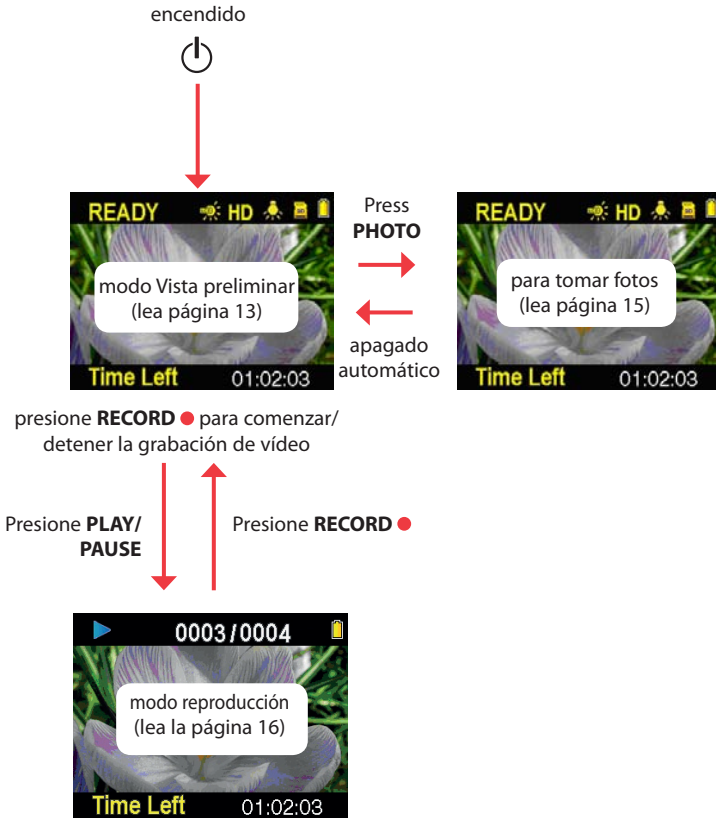 encendido
READY HD
modo Vista preliminar
(lea página 13)
Time Left 01:02:03
Press
PHOTO
apagado
automático
READY HD
para tomar fotos
(lea página 15)
Time Left 01:02:03
presione RECORD ● para comenzar/
detener la grabación de vídeo
Presione PLAY/
PAUSE
Presione RECORD ●
0003/0004
modo reproducción
(lea la página 16)
Time Left 01:02:03